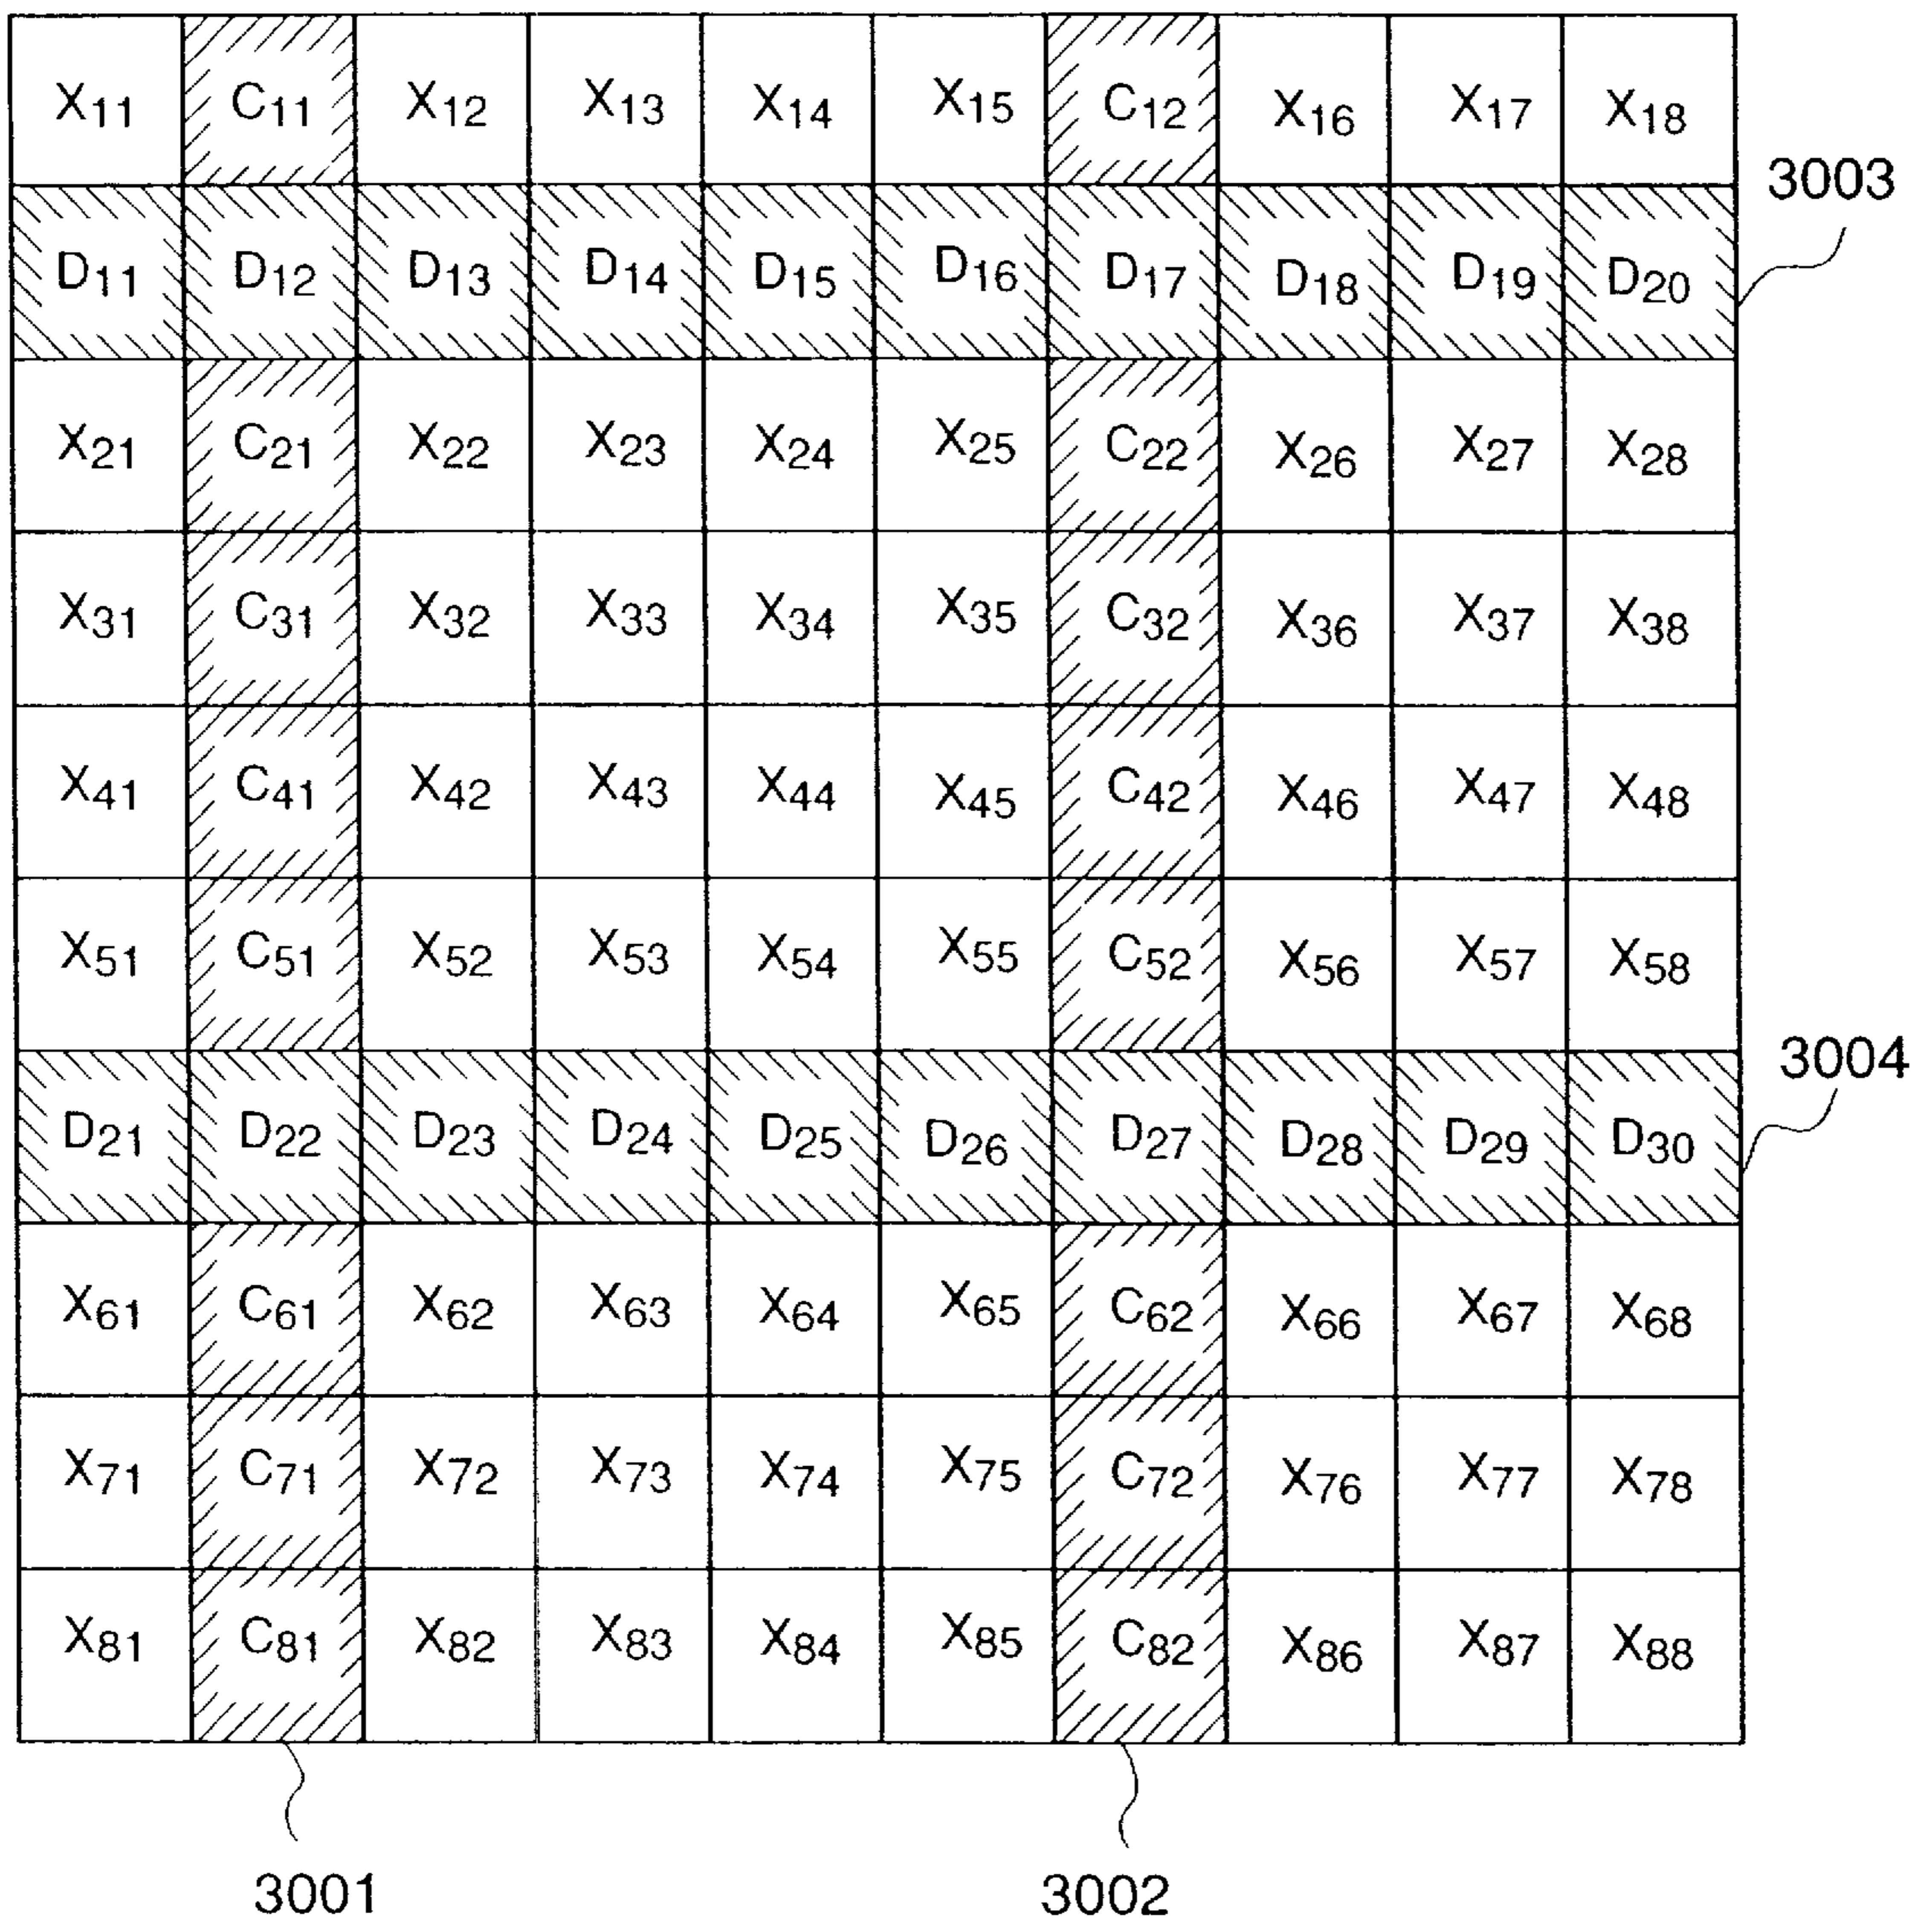 X11 C11 X12 X13 X14 X15 C12 X16 X17 X18
3003
D11 D12 D13 D14 D15 D16 D17 D18 D19 D20
X21 C21 X22 X23 X24 X25 C22 X26 X27 X28
X31 C31 X32 X33 X34 X35 C32 X36 X37 X38
X41 C41 X42 X43 X44 X45 C42 X46 X47 X48
X51 C51 X52 X53 X54 X55 C52 X56 X57 X58
3004
D21 D22 D23 D24 D25 D26 D27 D28 D29 D30
X61 C61 X62 X63 X64 X65 C62 X66 X67 X68
X71 C71 X72 X73 X74 X75 C72 X76 X77 X78
X81 C81 X82 X83 X84 X85 C82 X86 X87 X88
3001 3002